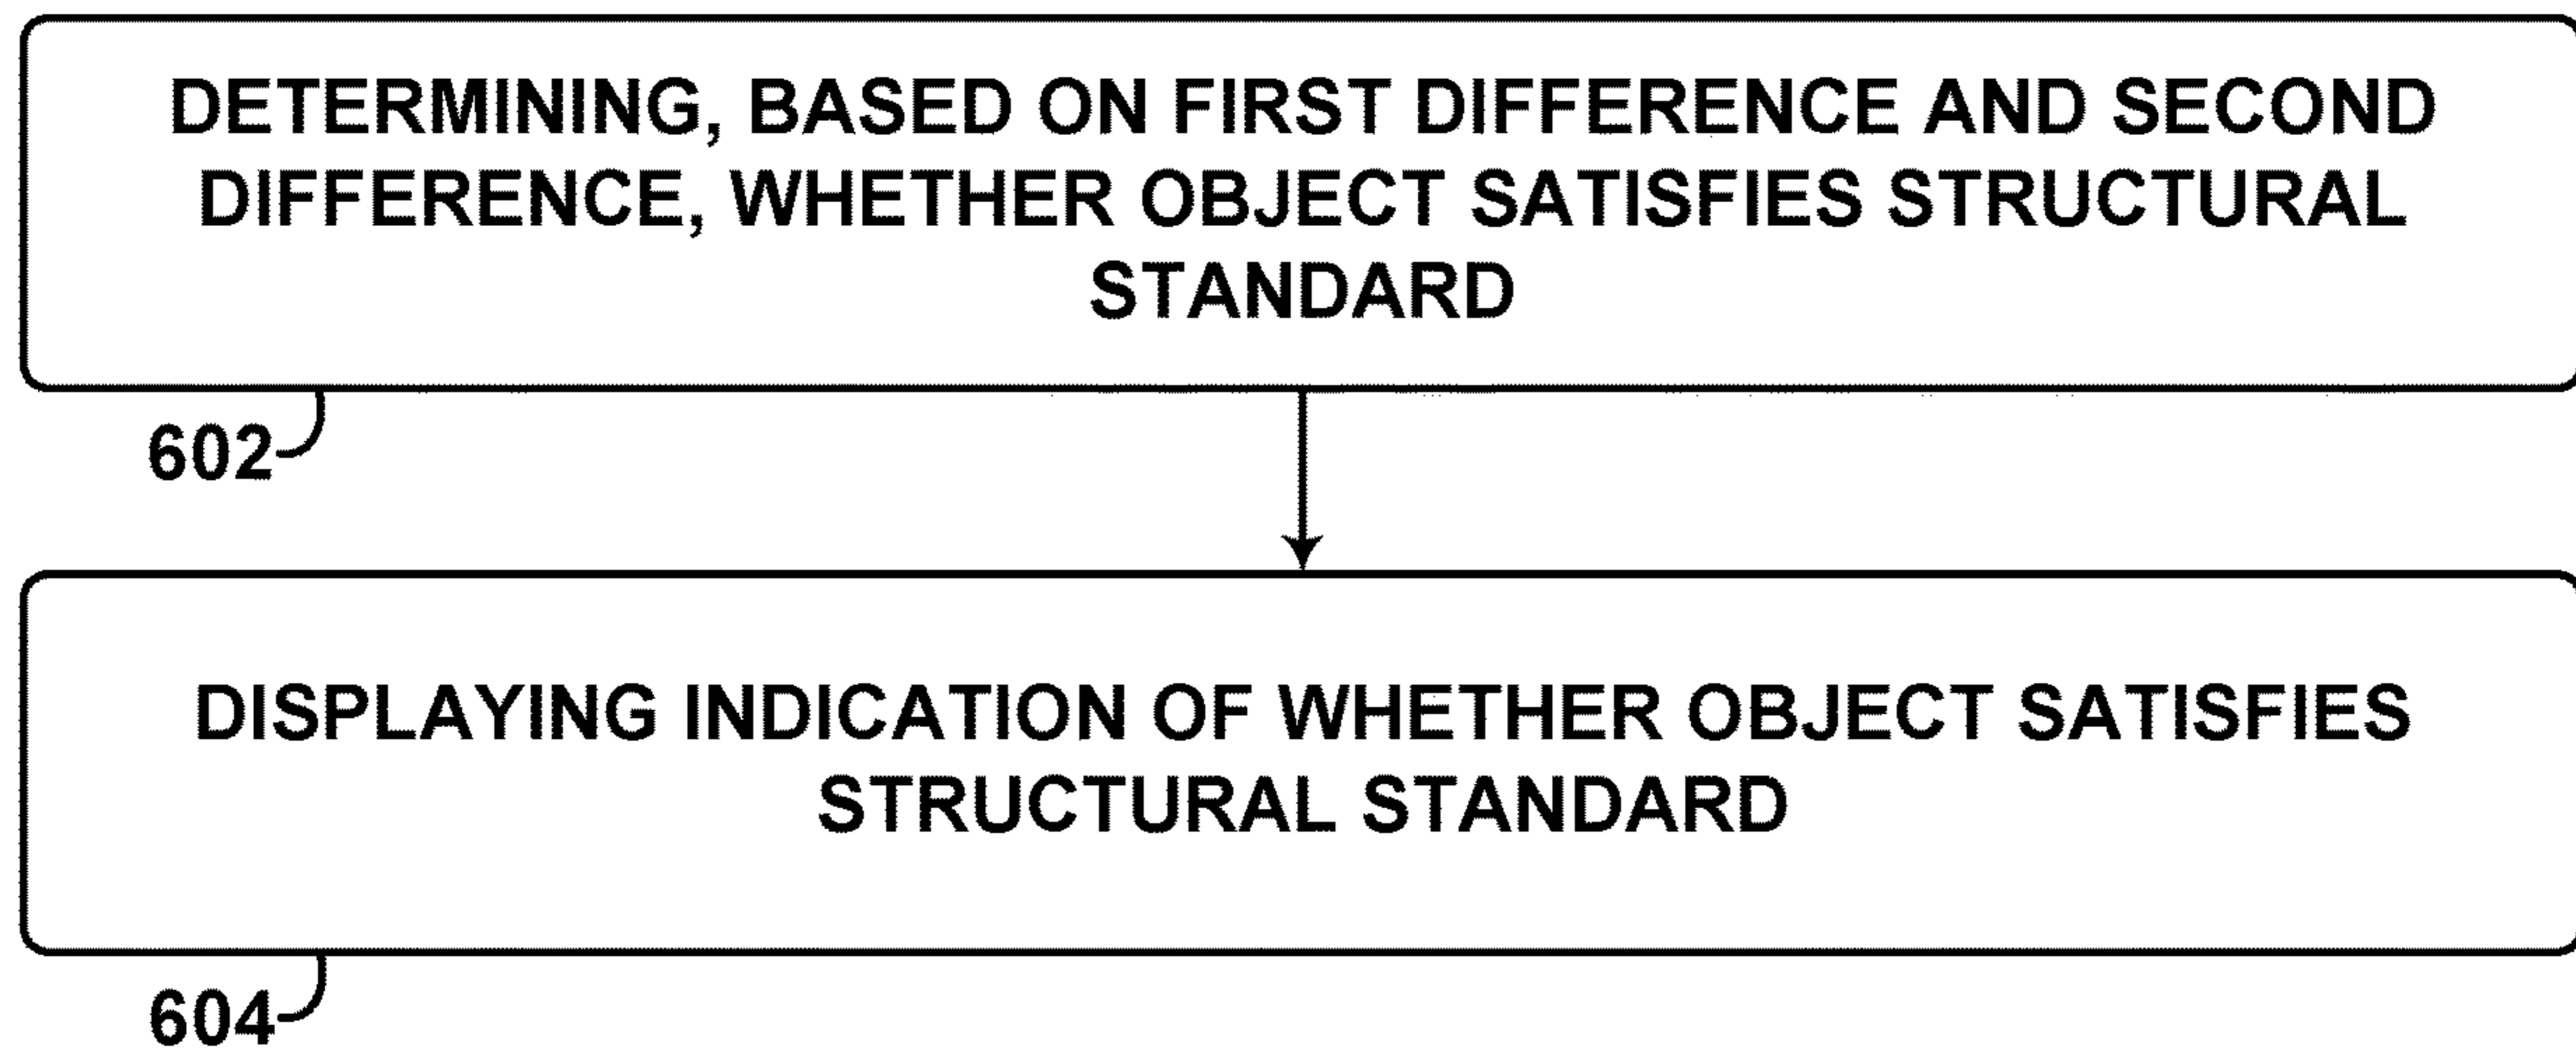 DETERMINING, BASED ON FIRST DIFFERENCE AND SECOND
DIFFERENCE, WHETHER OBJECT SATISFIES STRUCTURAL
STANDARD
602
DISPLAYING INDICATION OF WHETHER OBJECT SATISFIES
STRUCTURAL STANDARD
604